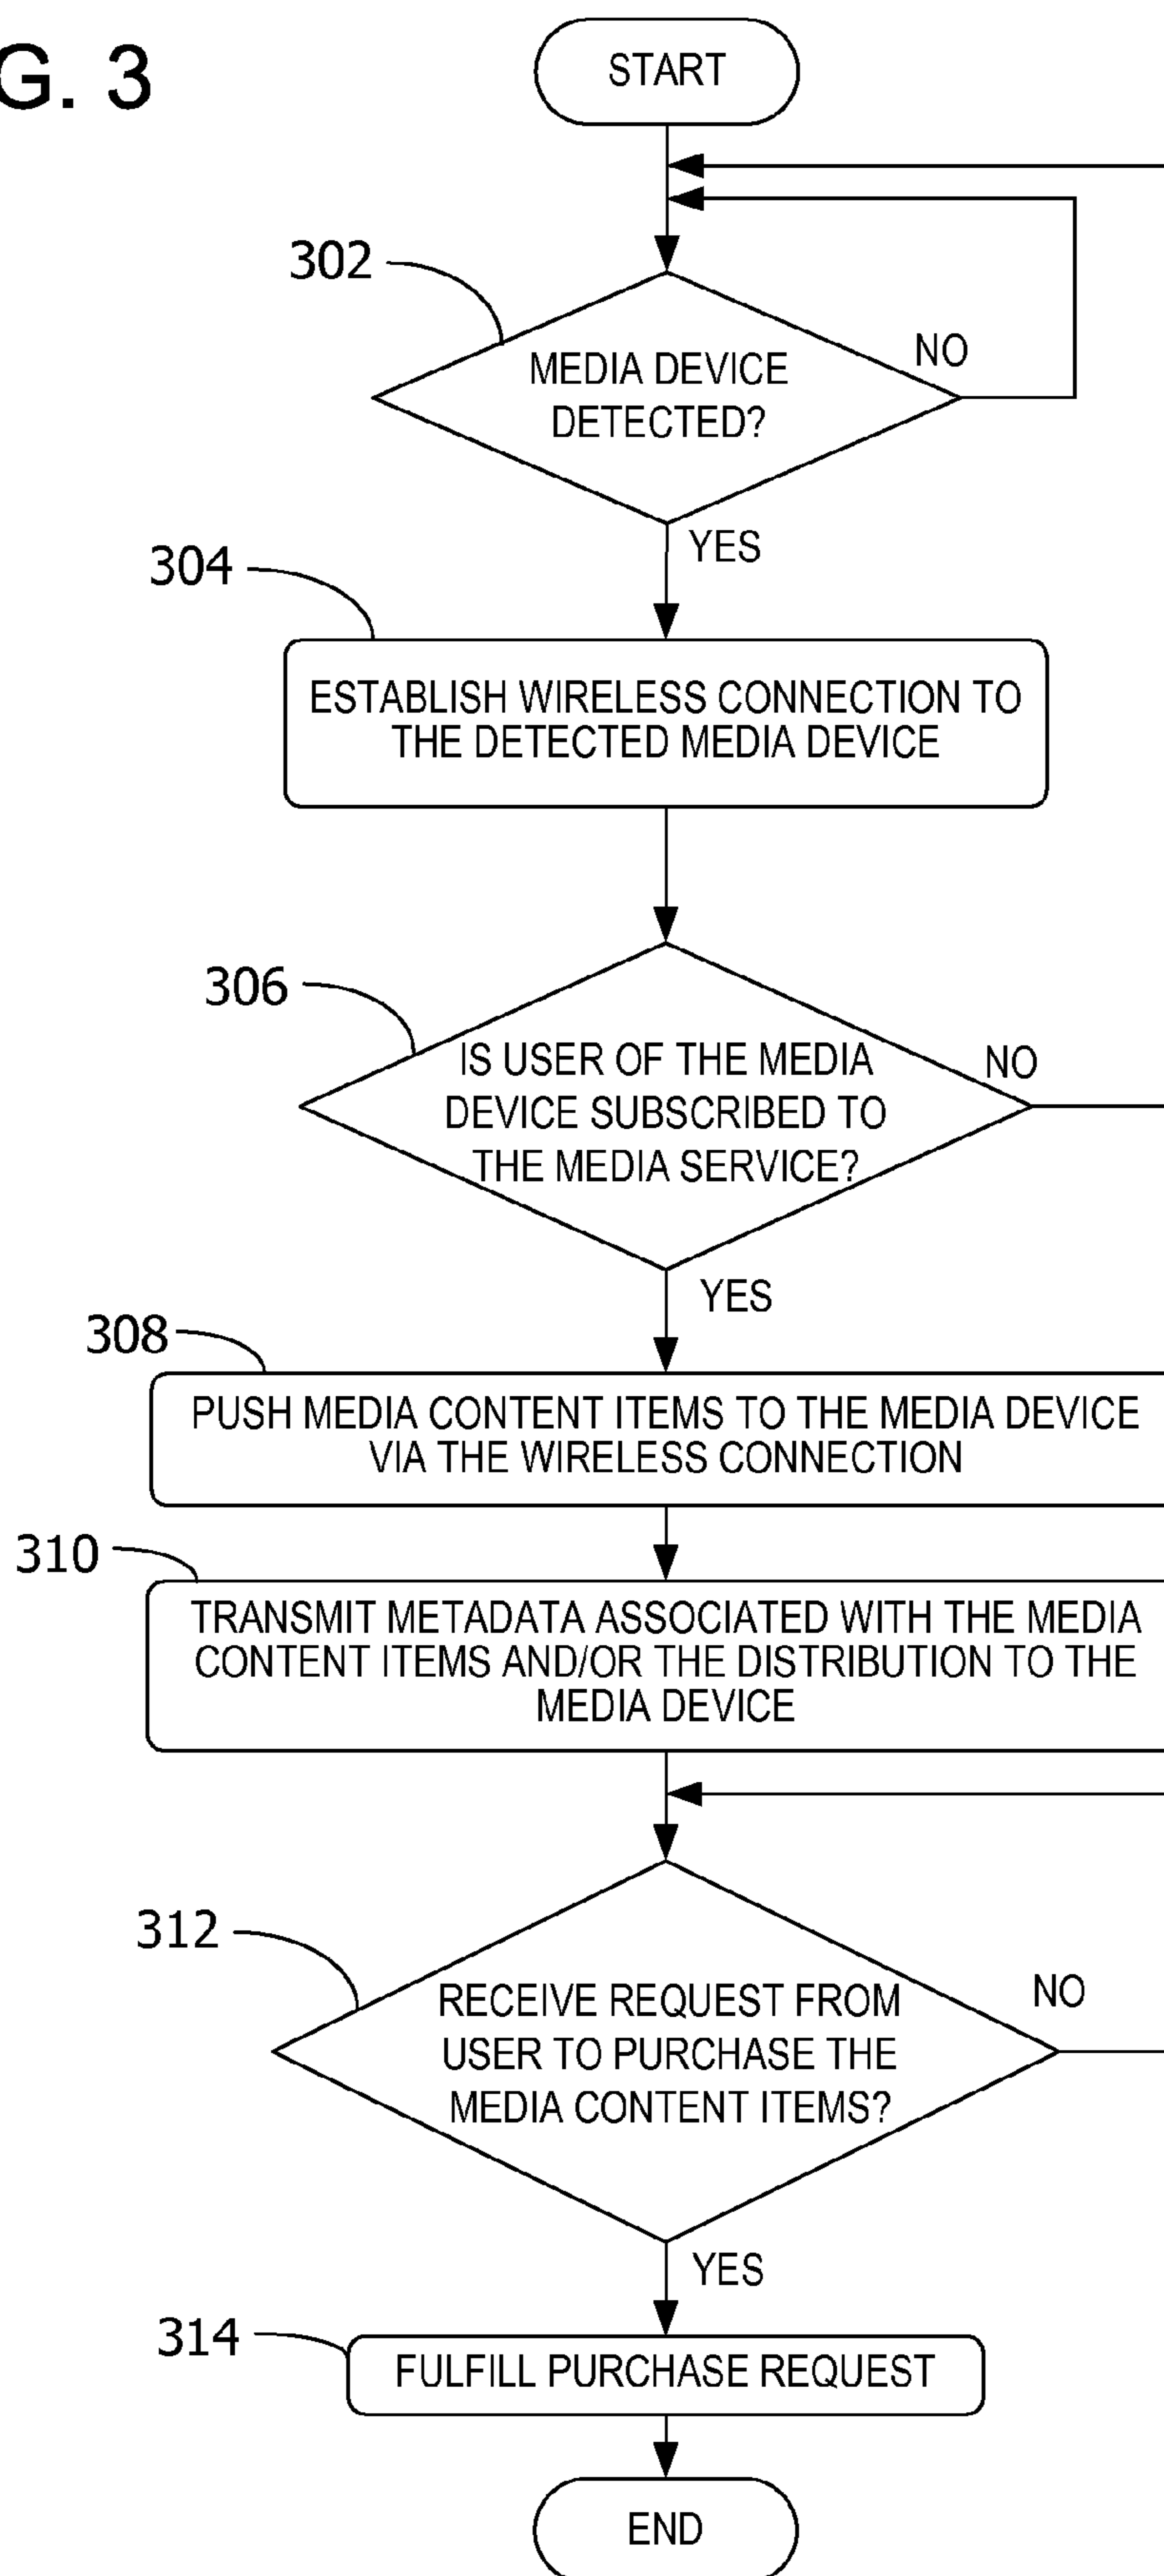 G. 3
START
302
MEDIA DEVICE
DETECTED?
NO
YES
304
ESTABLISH WIRELESS CONNECTION TO
THE DETECTED MEDIA DEVICE
306
IS USER OF THE MEDIA
DEVICE SUBSCRIBED TO
THE MEDIA SERVICE?
NO
YES
308
PUSH MEDIA CONTENT ITEMS TO THE MEDIA DEVICE
VIA THE WIRELESS CONNECTION
310
TRANSMIT METADATA ASSOCIATED WITH THE MEDIA
CONTENT ITEMS AND/OR THE DISTRIBUTION TO THE
MEDIA DEVICE
312
RECEIVE REQUEST FROM
USER TO PURCHASE THE
MEDIA CONTENT ITEMS?
NO
YES
314
FULFILL PURCHASE REQUEST
END